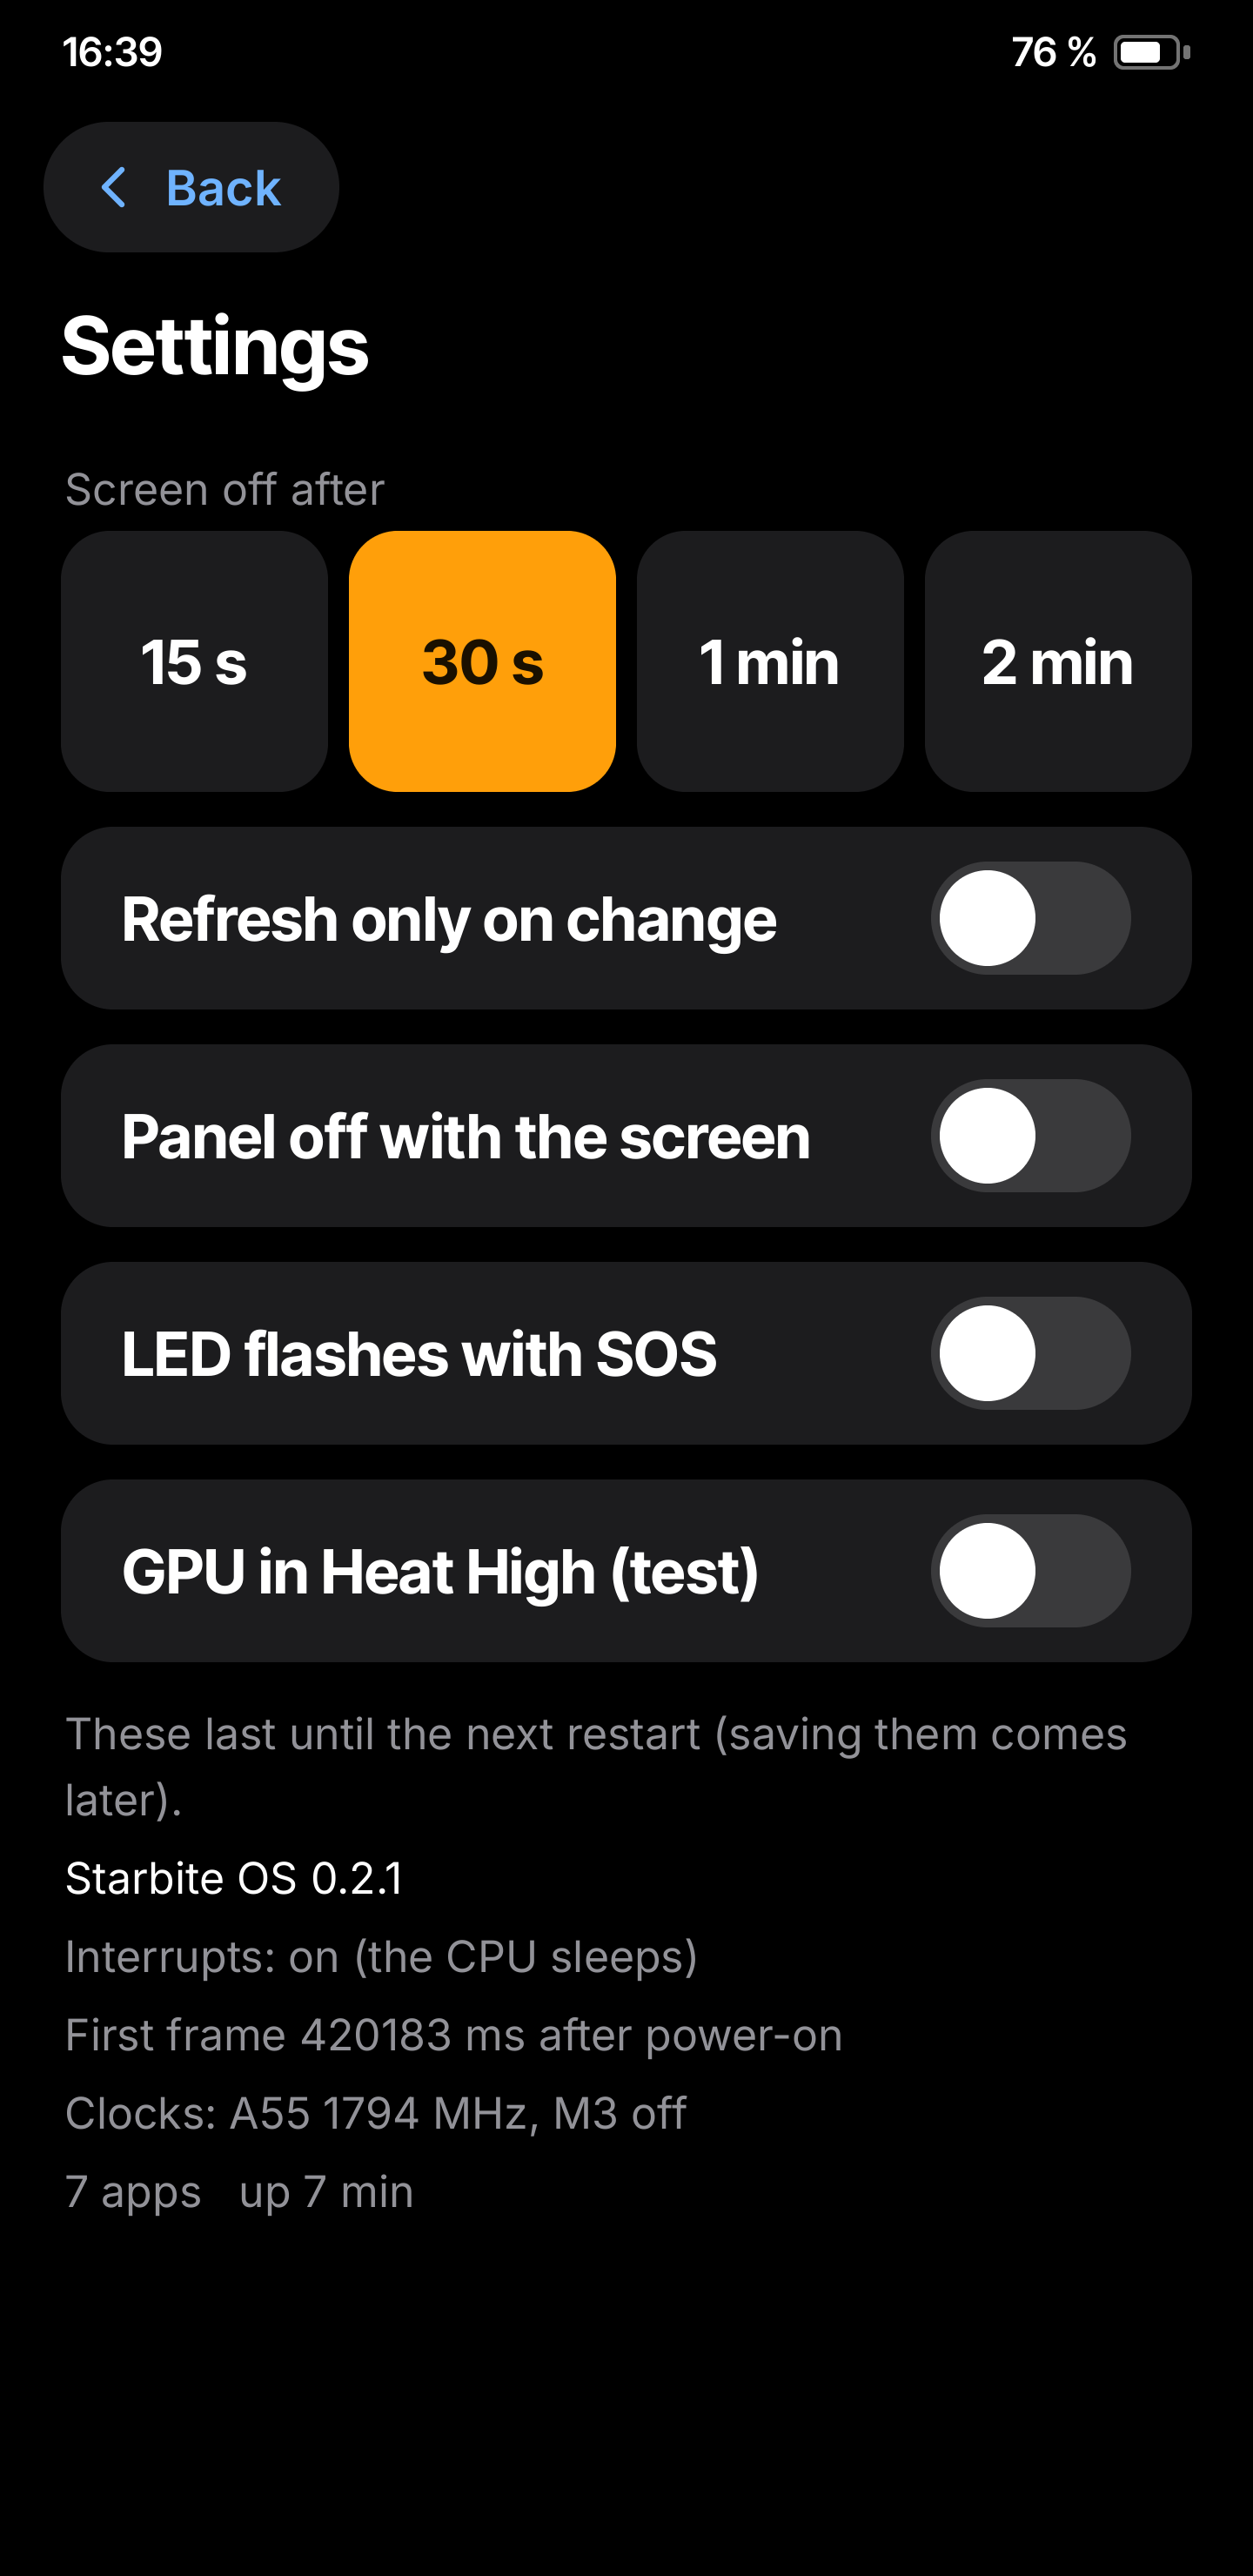 16:39
76 %
Back
Settings
Screen off after
15 s
30 s
1 min
2 min
Refresh only on change
Panel off with the screen
LED flashes with SOS
GPU in Heat High (test)
These last until the next restart (saving them comes
later).
Starbite OS 0.2.1
Interrupts: on (the CPU sleeps)
First frame 420183 ms after power-on
Clocks: A55 1794 MHz, M3 off
7 apps   up 7 min